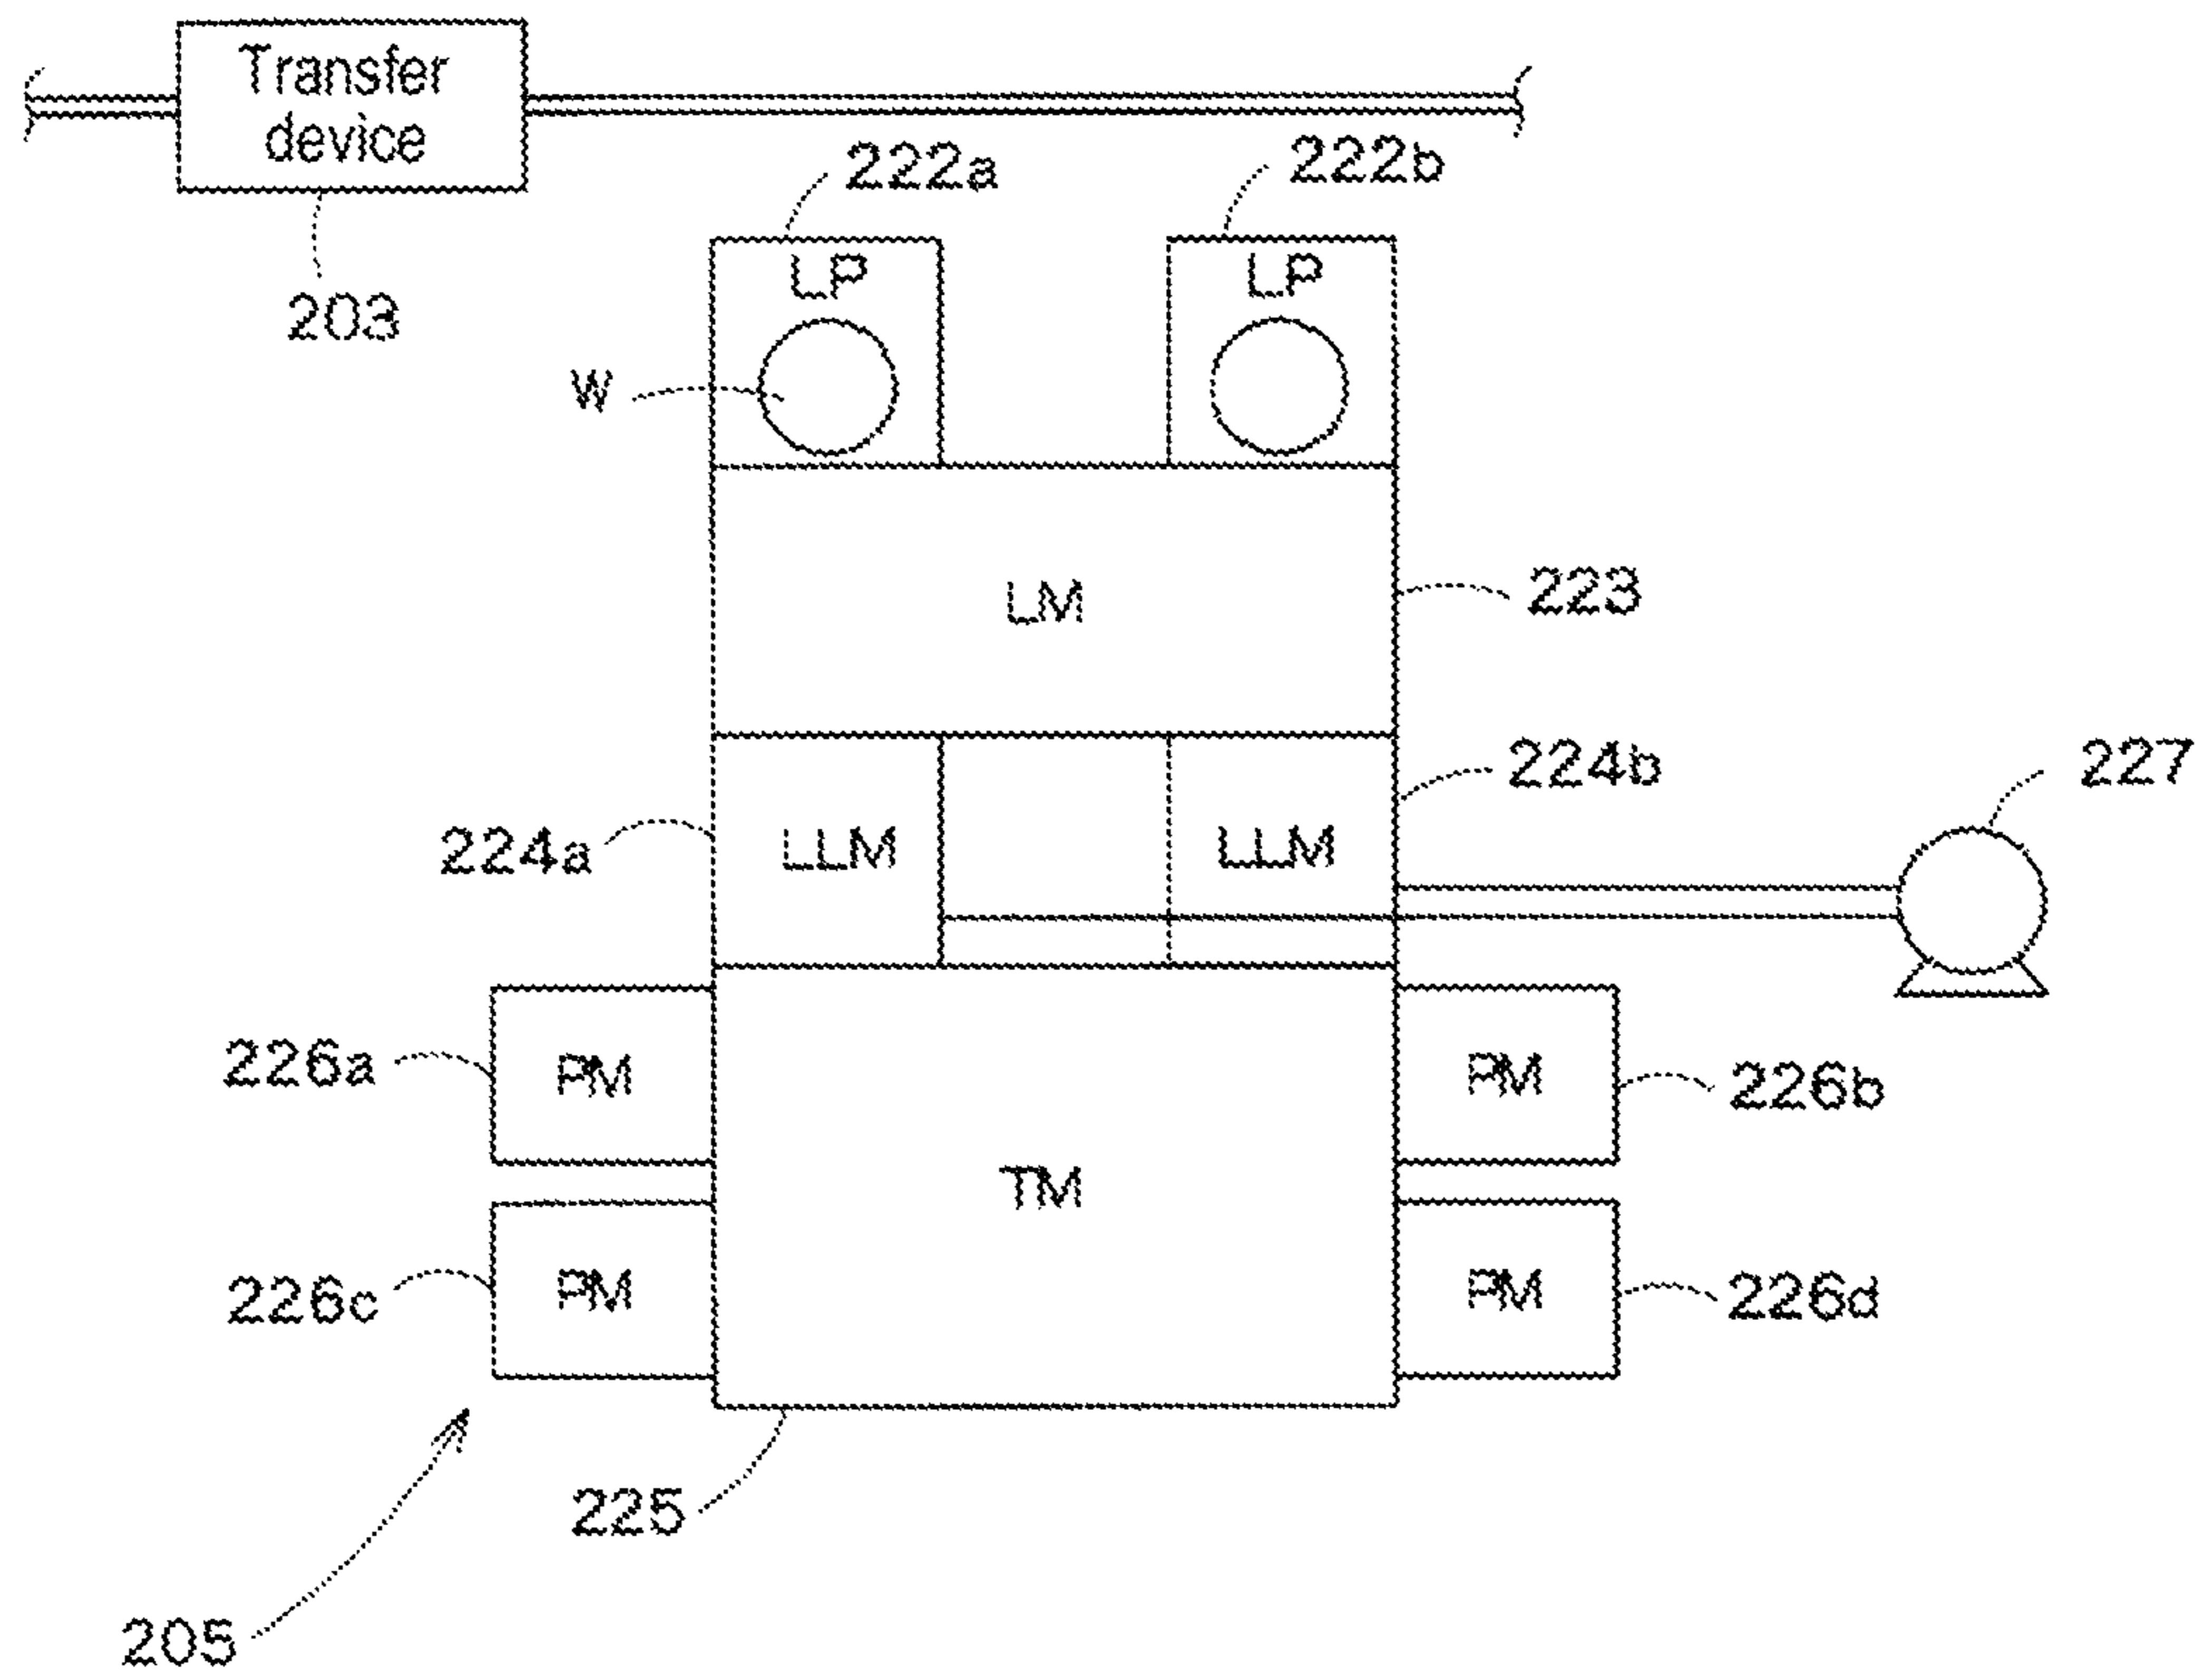 Transfer
device
222a
222b
LP
LP
203
W
LM
223
224b
227
224a
LLM
LLM
226a
PM
PM
226b
TM
226c
PM
PM
226d
225
205